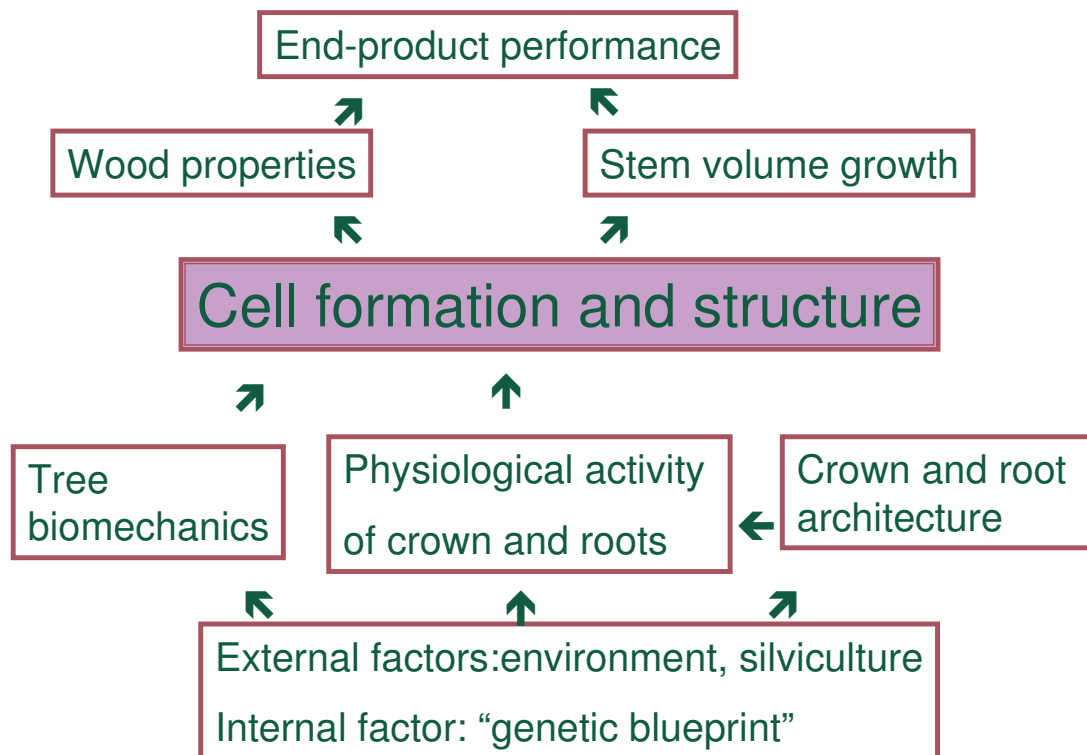 End-product performance
Wood properties
Stem volume growth
Cell formation and structure
Tree
biomechanics
Physiological activity
of crown and roots
Crown and root
architecture
External factors:environment, silviculture
Internal factor: “genetic blueprint”